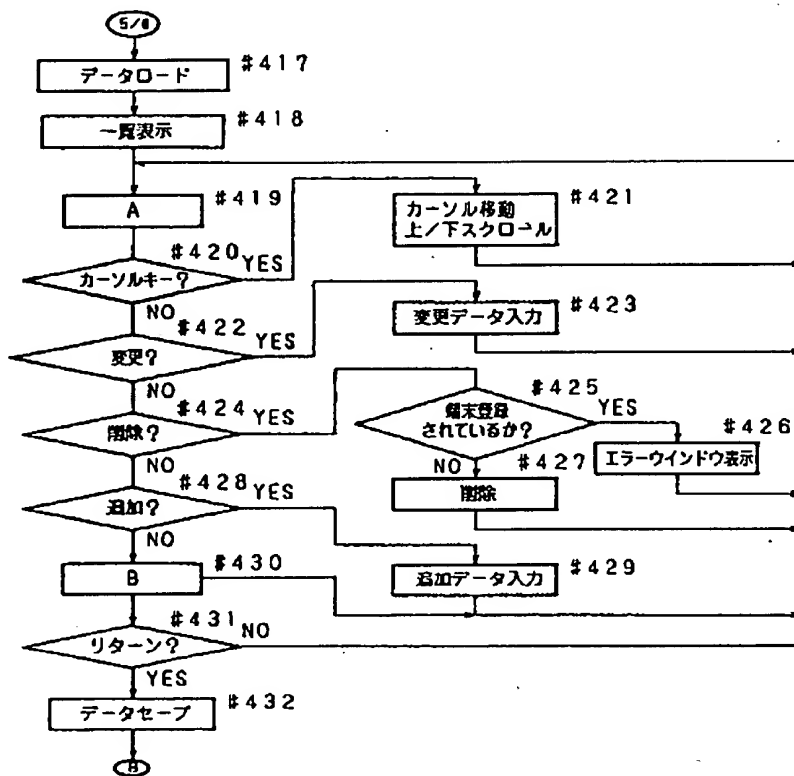 データロード #417
一覧表示 #418
A #419
カーソル移動 #421
上/下スクロール
カーソルキー? #420 YES
NO
変更データ入力 #423
変更? #422 YES
NO
端末登録 #425
されているか? YES
NO
エラーウインドウ表示 #426
削除? #424 YES
NO
削除 #427
追加? #428 YES
NO
追加データ入力 #429
B #430
リターン? #431 NO
YES
データセーブ #432